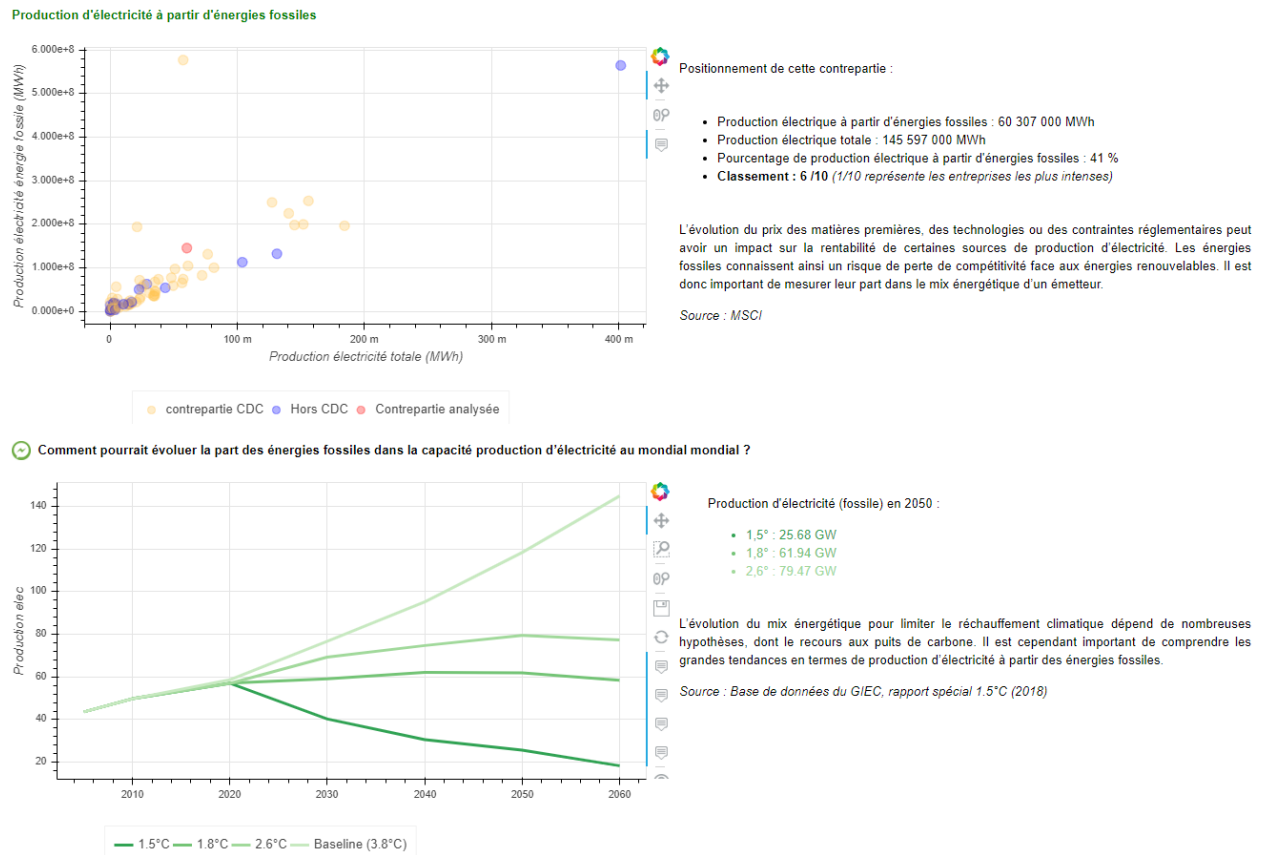 Production d'électricité à partir d'énergies fossiles
6.000e+8
5.000e+8
4.000e+8
3.000e+8
2.000e+8
1.000e+8
0.000e+0
Production électricité énergie fossile (MWh)
0
100 m
200 m
300 m
400 m
Production électricité totale (MWh)
contrepartie CDC
Hors CDC
Contrepartie analysée
Positionnement de cette contrepartie :
• Production électrique à partir d'énergies fossiles : 60 307 000 MWh
• Production électrique totale : 145 597 000 MWh
• Pourcentage de production électrique à partir d'énergies fossiles : 41 %
• Classement : 6 /10 (1/10 représente les entreprises les plus intenses)
L'évolution du prix des matières premières, des technologies ou des contraintes réglementaires peut
avoir un impact sur la rentabilité de certaines sources de production d'électricité. Les énergies
fossiles connaissent ainsi un risque de perte de compétitivité face aux énergies renouvelables. Il est
donc important de mesurer leur part dans le mix énergétique d'un émetteur.
Source : MSCI
Comment pourrait évoluer la part des énergies fossiles dans la capacité production d'électricité au mondial mondial ?
140
120
100
80
60
40
20
Production elec
2010
2020
2030
2040
2050
2060
1.5°C
1.8°C
2.6°C
Baseline (3.8°C)
Production d'électricité (fossile) en 2050 :
• 1,5° : 25.68 GW
• 1,8° : 61.94 GW
• 2,6° : 79.47 GW
L'évolution du mix énergétique pour limiter le réchauffement climatique dépend de nombreuses
hypothèses, dont le recours aux puits de carbone. Il est cependant important de comprendre les
grandes tendances en termes de production d'électricité à partir des énergies fossiles.
Source : Base de données du GIEC, rapport spécial 1.5°C (2018)